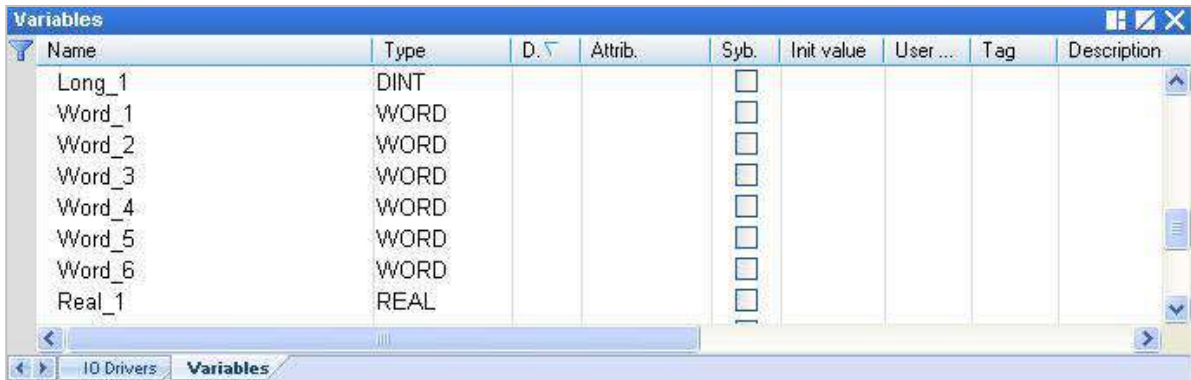 Variables
Name Type D. Attrib. Syb. Init value User ... Tag Description
Long_1 DINT
Word_1 WORD
Word_2 WORD
Word_3 WORD
Word_4 WORD
Word_5 WORD
Word_6 WORD
Real_1 REAL
IO Drivers Variables